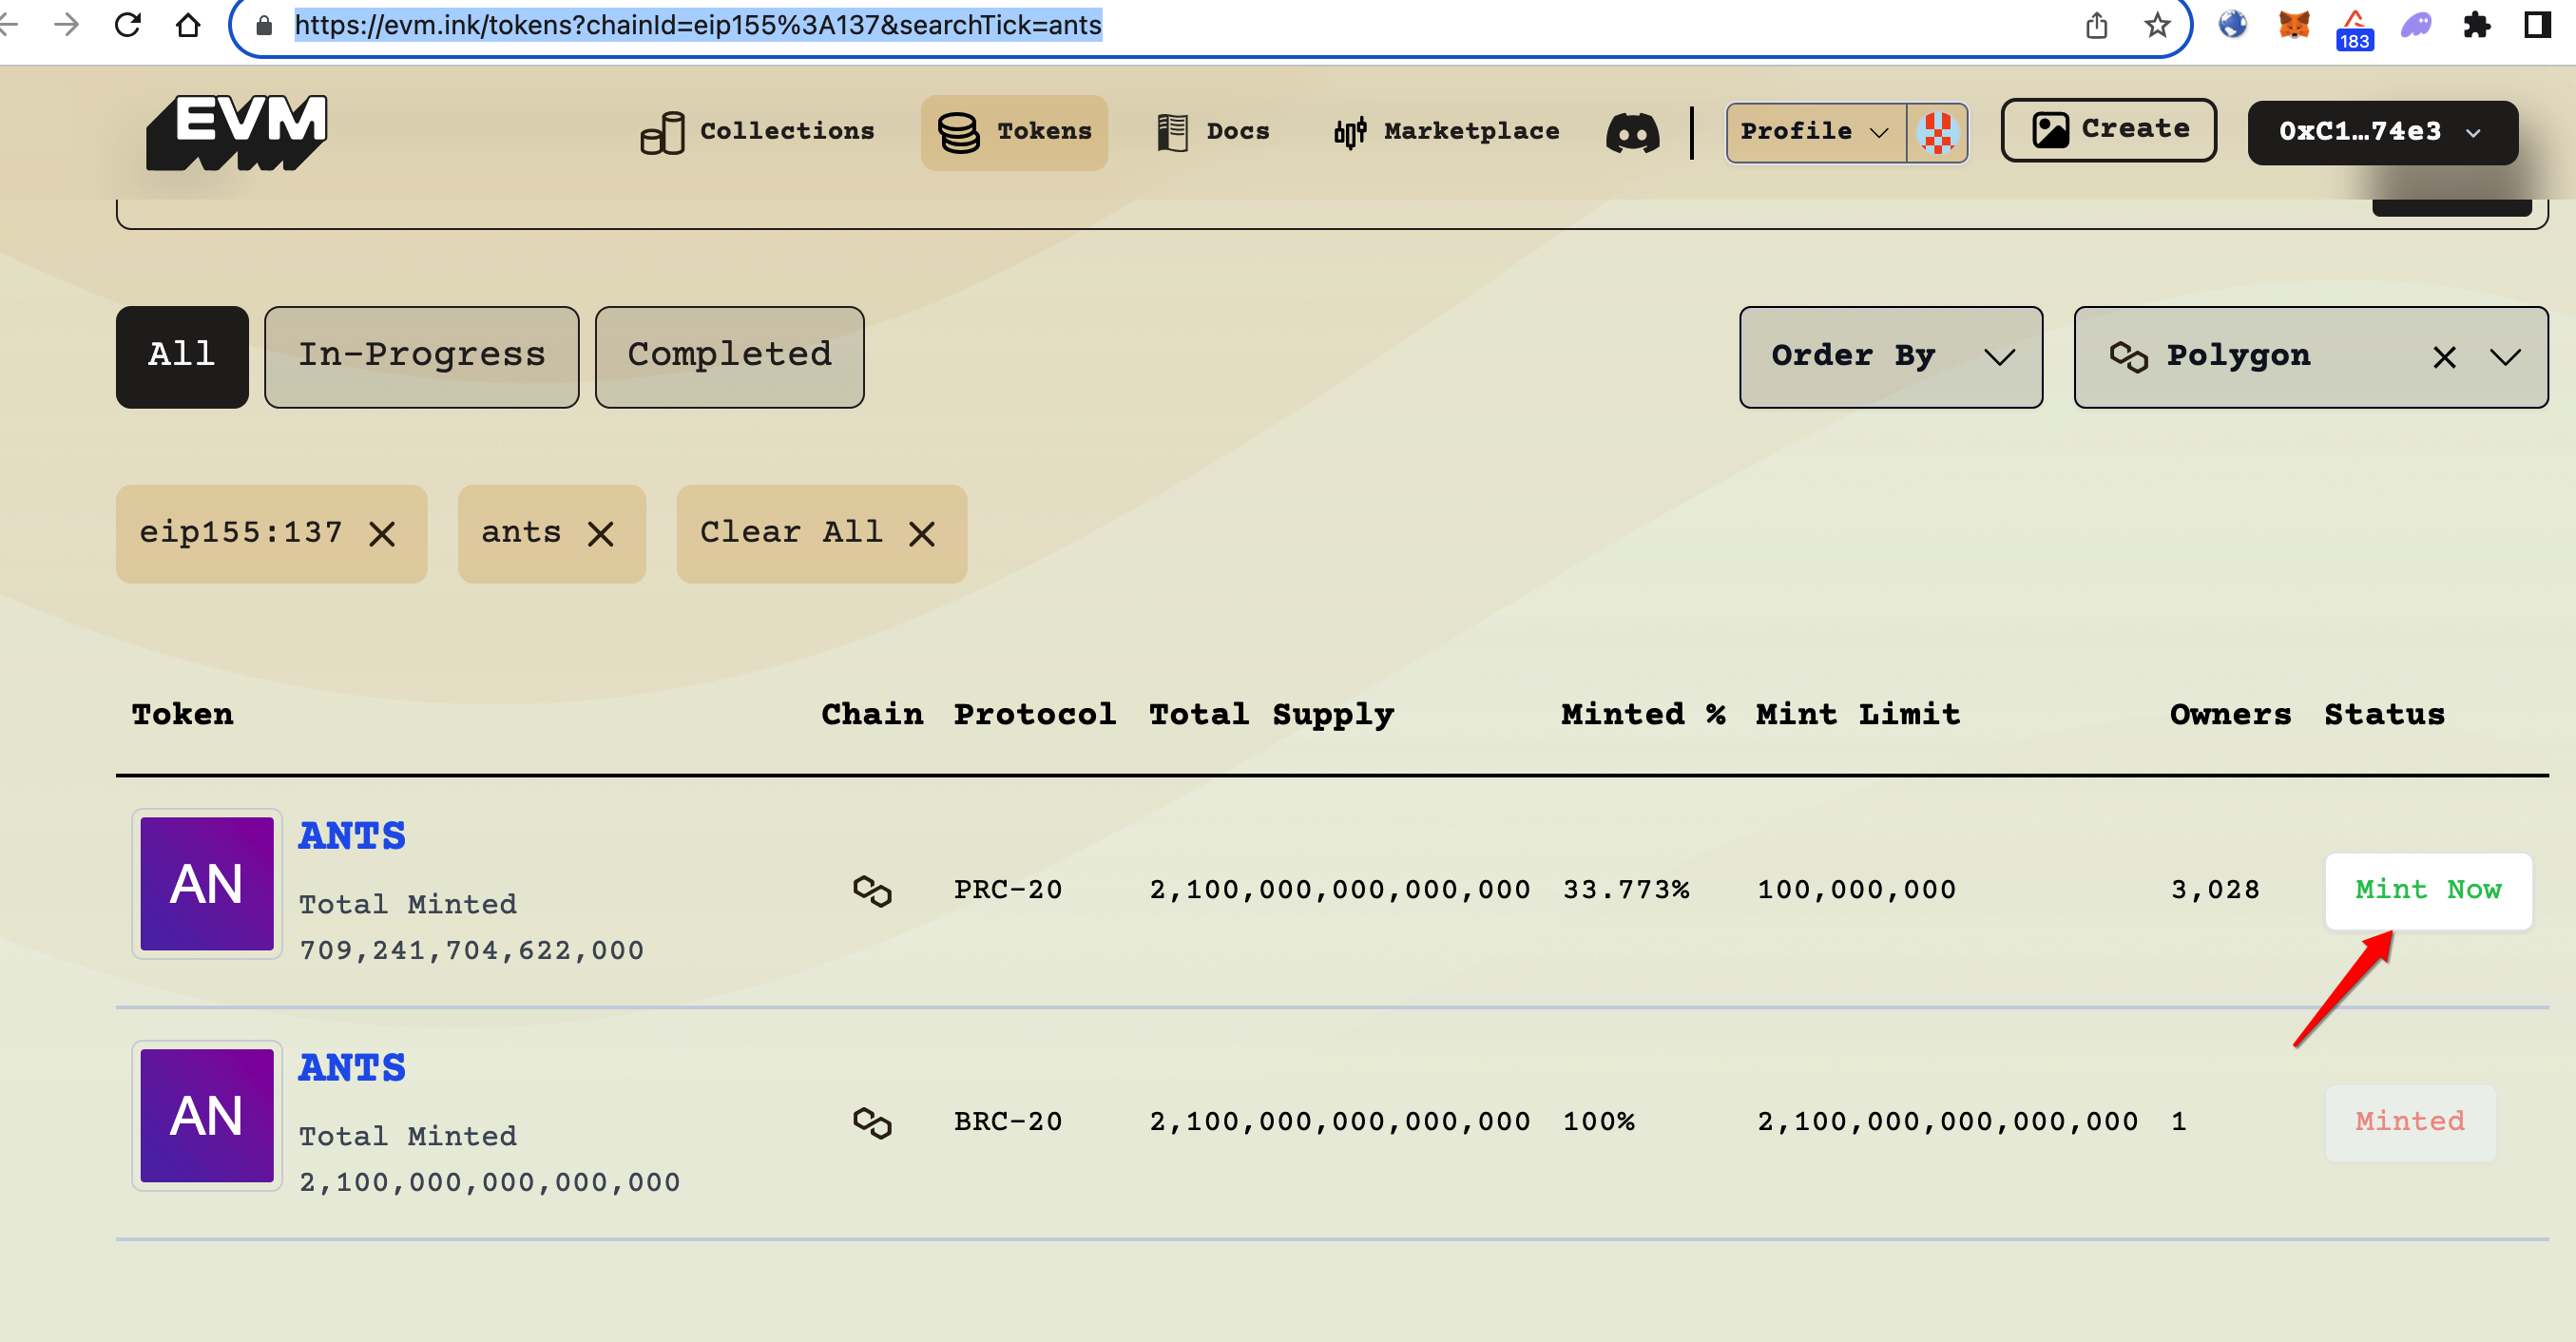 https://evm.ink/tokens?chainId=eip155%3A137&searchTick=ants
183
EVM
Collections
Tokens
Docs
Marketplace
Profile
Create
0xC1…74e3
All
In-Progress
Completed
Order By
Polygon
eip155:137
ants
Clear All
Token Chain Protocol Total Supply Minted % Mint Limit Owners Status
AN
ANTS
Total Minted
709,241,704,622,000
PRC-20 2,100,000,000,000,000 33.773% 100,000,000 3,028 Mint Now
AN
ANTS
Total Minted
2,100,000,000,000,000
BRC-20 2,100,000,000,000,000 100% 2,100,000,000,000,000 1 Minted